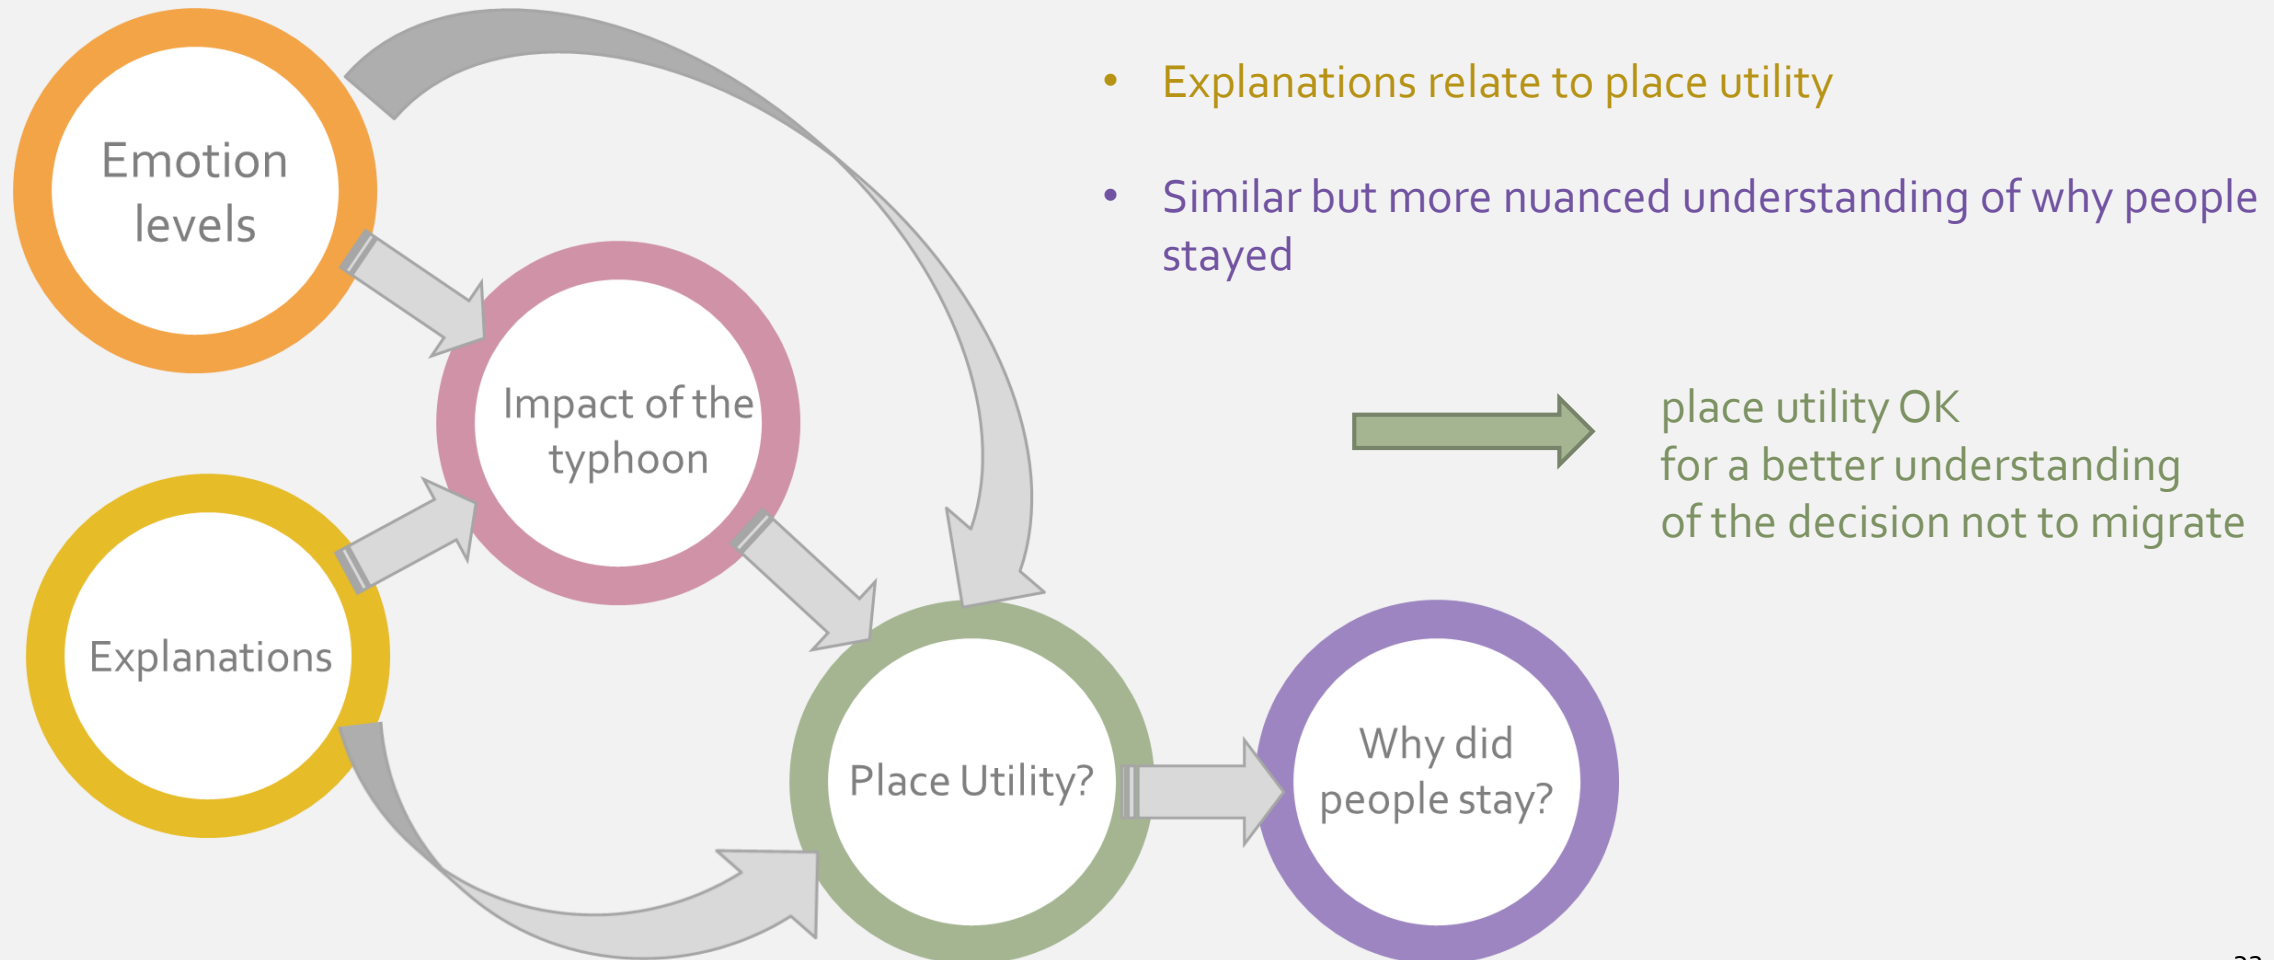 Emotion
levels
Impact of the
typhoon
Explanations
Place Utility?
Why did
people stay?
• Explanations relate to place utility
• Similar but more nuanced understanding of why people
stayed
place utility OK
for a better understanding
of the decision not to migrate